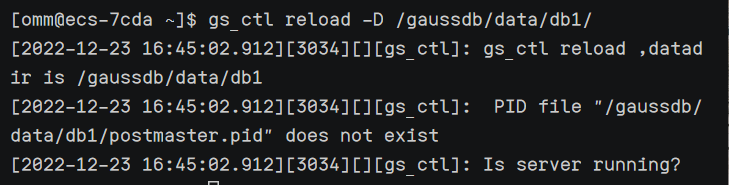 [omm@ecs-7cda ~]$ gs_ctl reload -D /gaussdb/data/db1/
[2022-12-23 16:45:02.912][3034][][gs_ctl]: gs_ctl reload ,datad
ir is /gaussdb/data/db1
[2022-12-23 16:45:02.912][3034][][gs_ctl]:  PID file "/gaussdb/
data/db1/postmaster.pid" does not exist
[2022-12-23 16:45:02.912][3034][][gs_ctl]: Is server running?